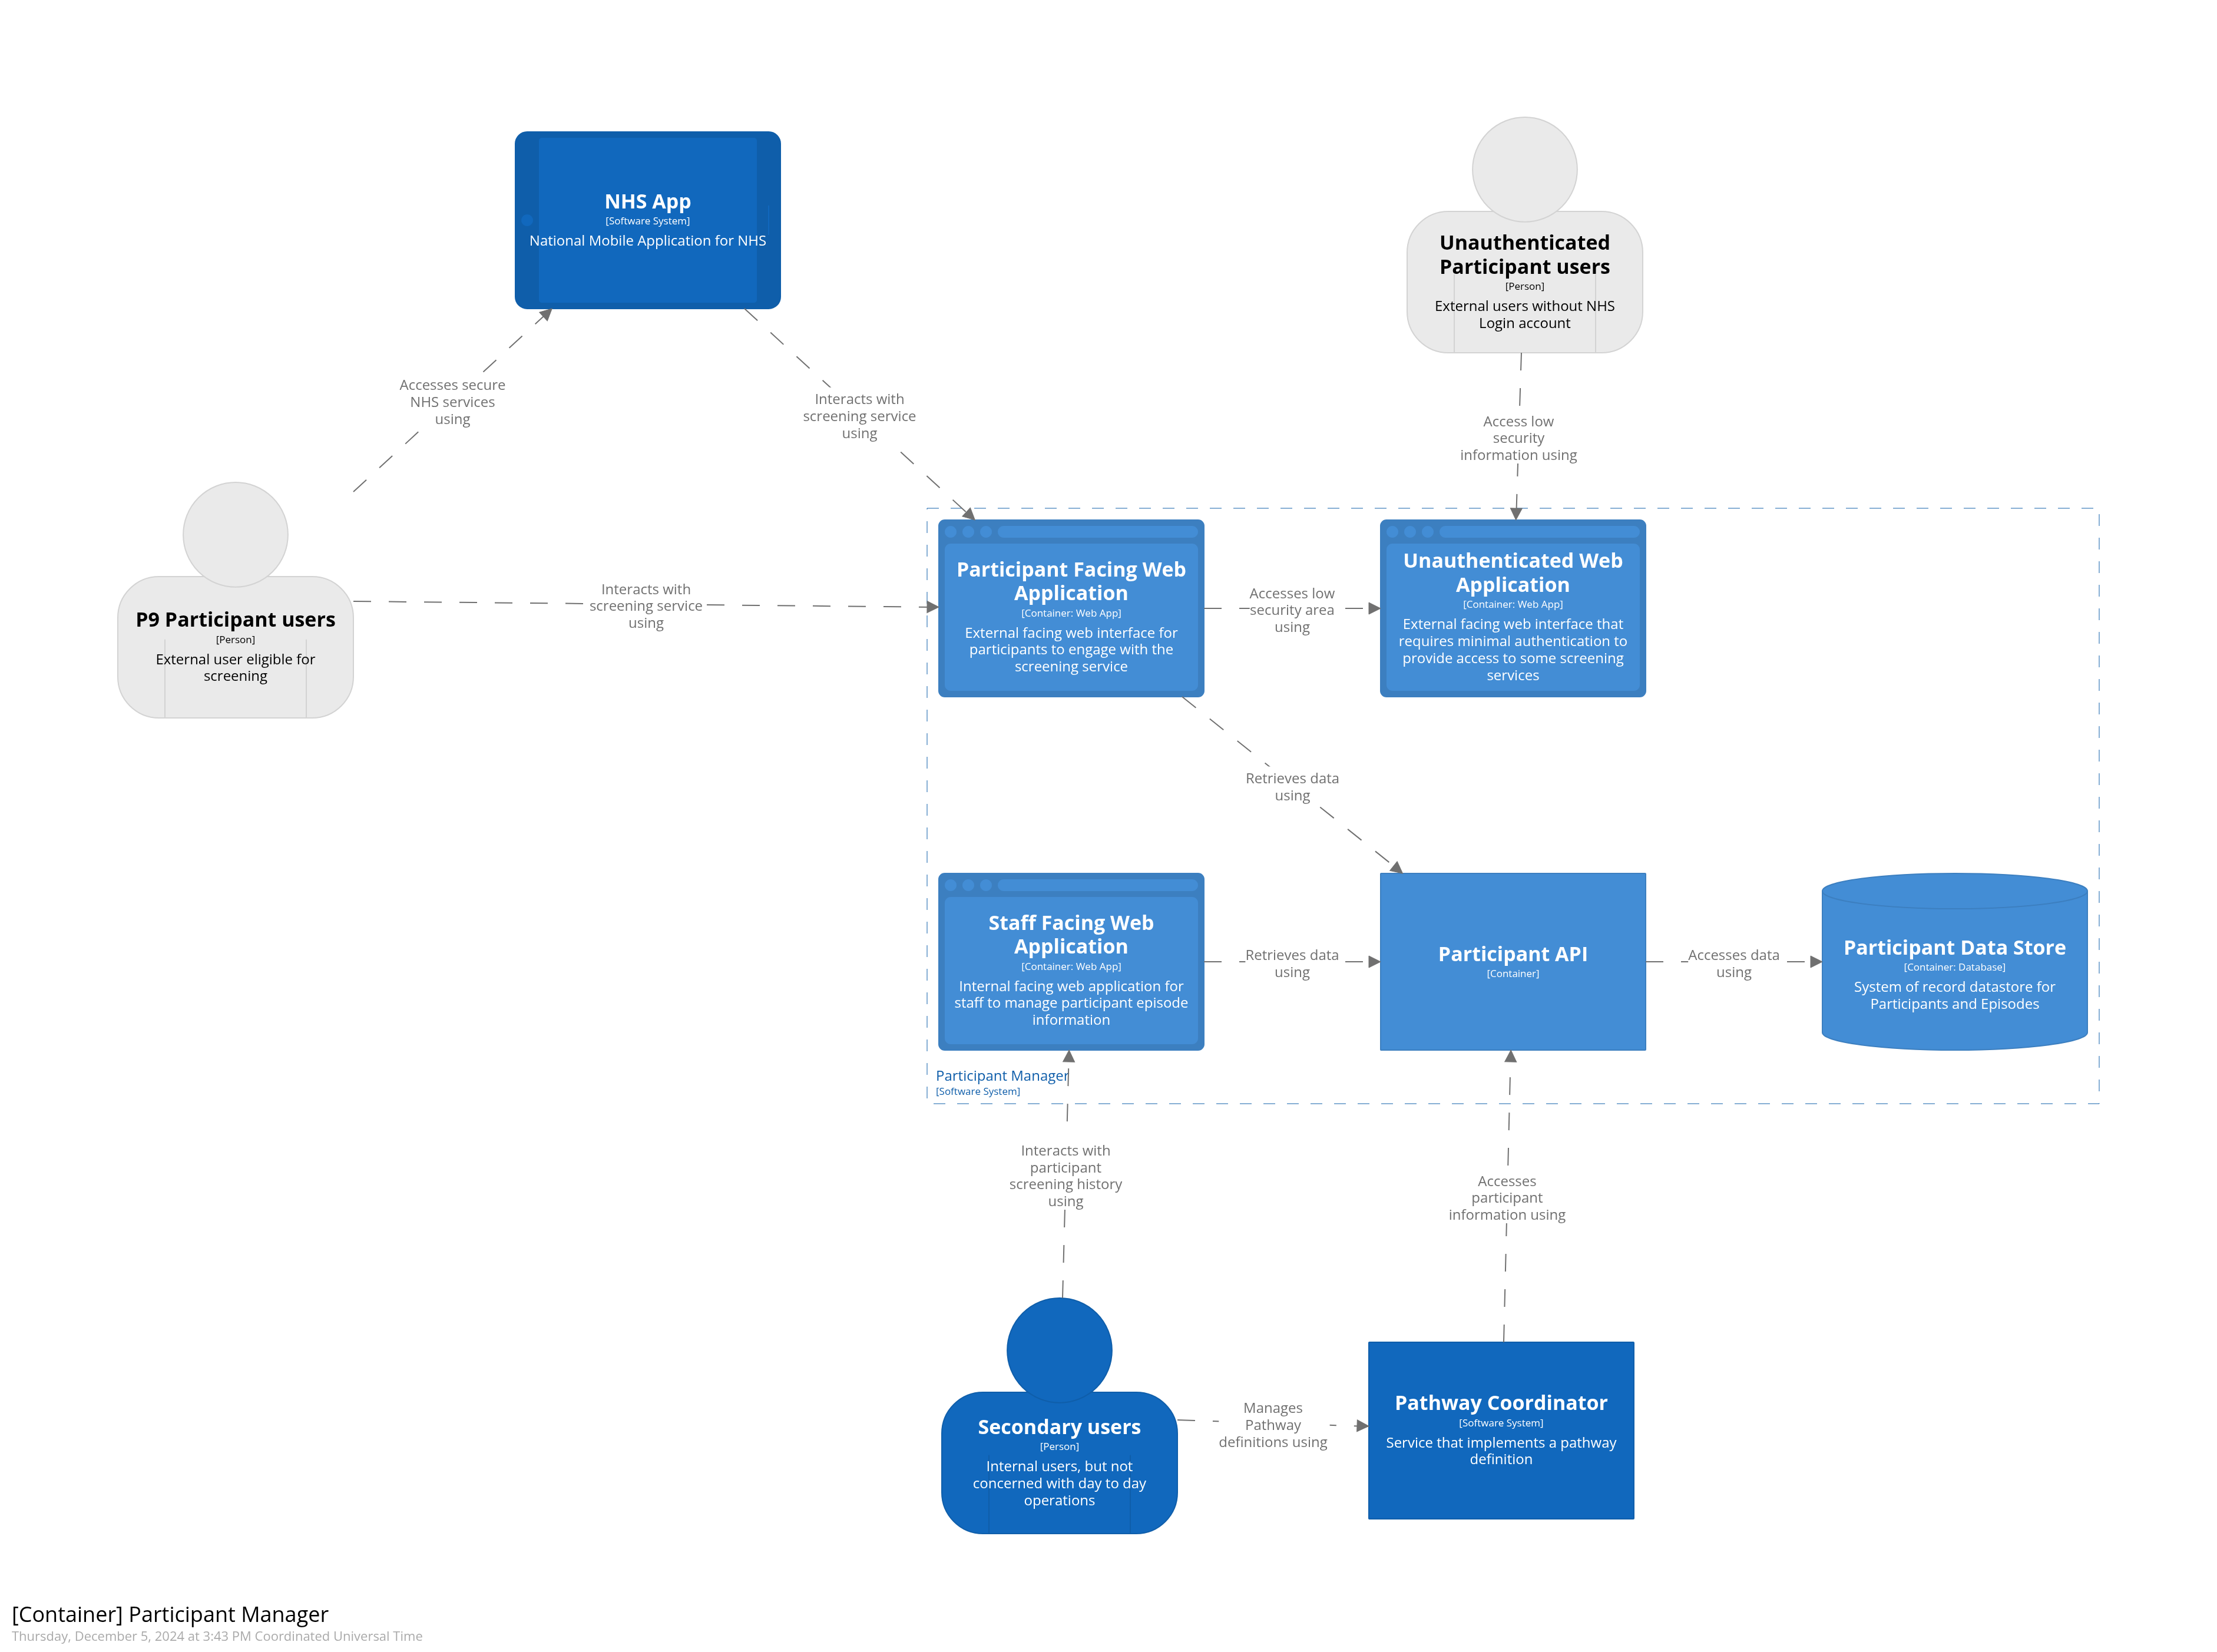 NHS App
[Software System]
National Mobile Application for NHS
Unauthenticated
Participant users
[Person]
External users without NHS
Login account
Accesses secure
NHS services
using
Interacts with
screening service
using
Access low
security
information using
P9 Participant users
[Person]
External user eligible for
screening
Interacts with
screening service
using
Participant Facing Web
Application
[Container: Web App]
External facing web interface for
participants to engage with the
screening service
Accesses low
security area
using
Unauthenticated Web
Application
[Container: Web App]
External facing web interface that
requires minimal authentication to
provide access to some screening
services
Retrieves data
using
Staff Facing Web
Application
[Container: Web App]
Internal facing web application for
staff to manage participant episode
information
Retrieves data
using
Participant API
[Container]
Accesses data
using
Participant Data Store
[Container: Database]
System of record datastore for
Participants and Episodes
Participant Manager
[Software System]
Interacts with
participant
screening history
using
Accesses
participant
information using
Secondary users
[Person]
Internal users, but not
concerned with day to day
operations
Manages
Pathway
definitions using
Pathway Coordinator
[Software System]
Service that implements a pathway
definition
[Container] Participant Manager
Thursday, December 5, 2024 at 3:43 PM Coordinated Universal Time